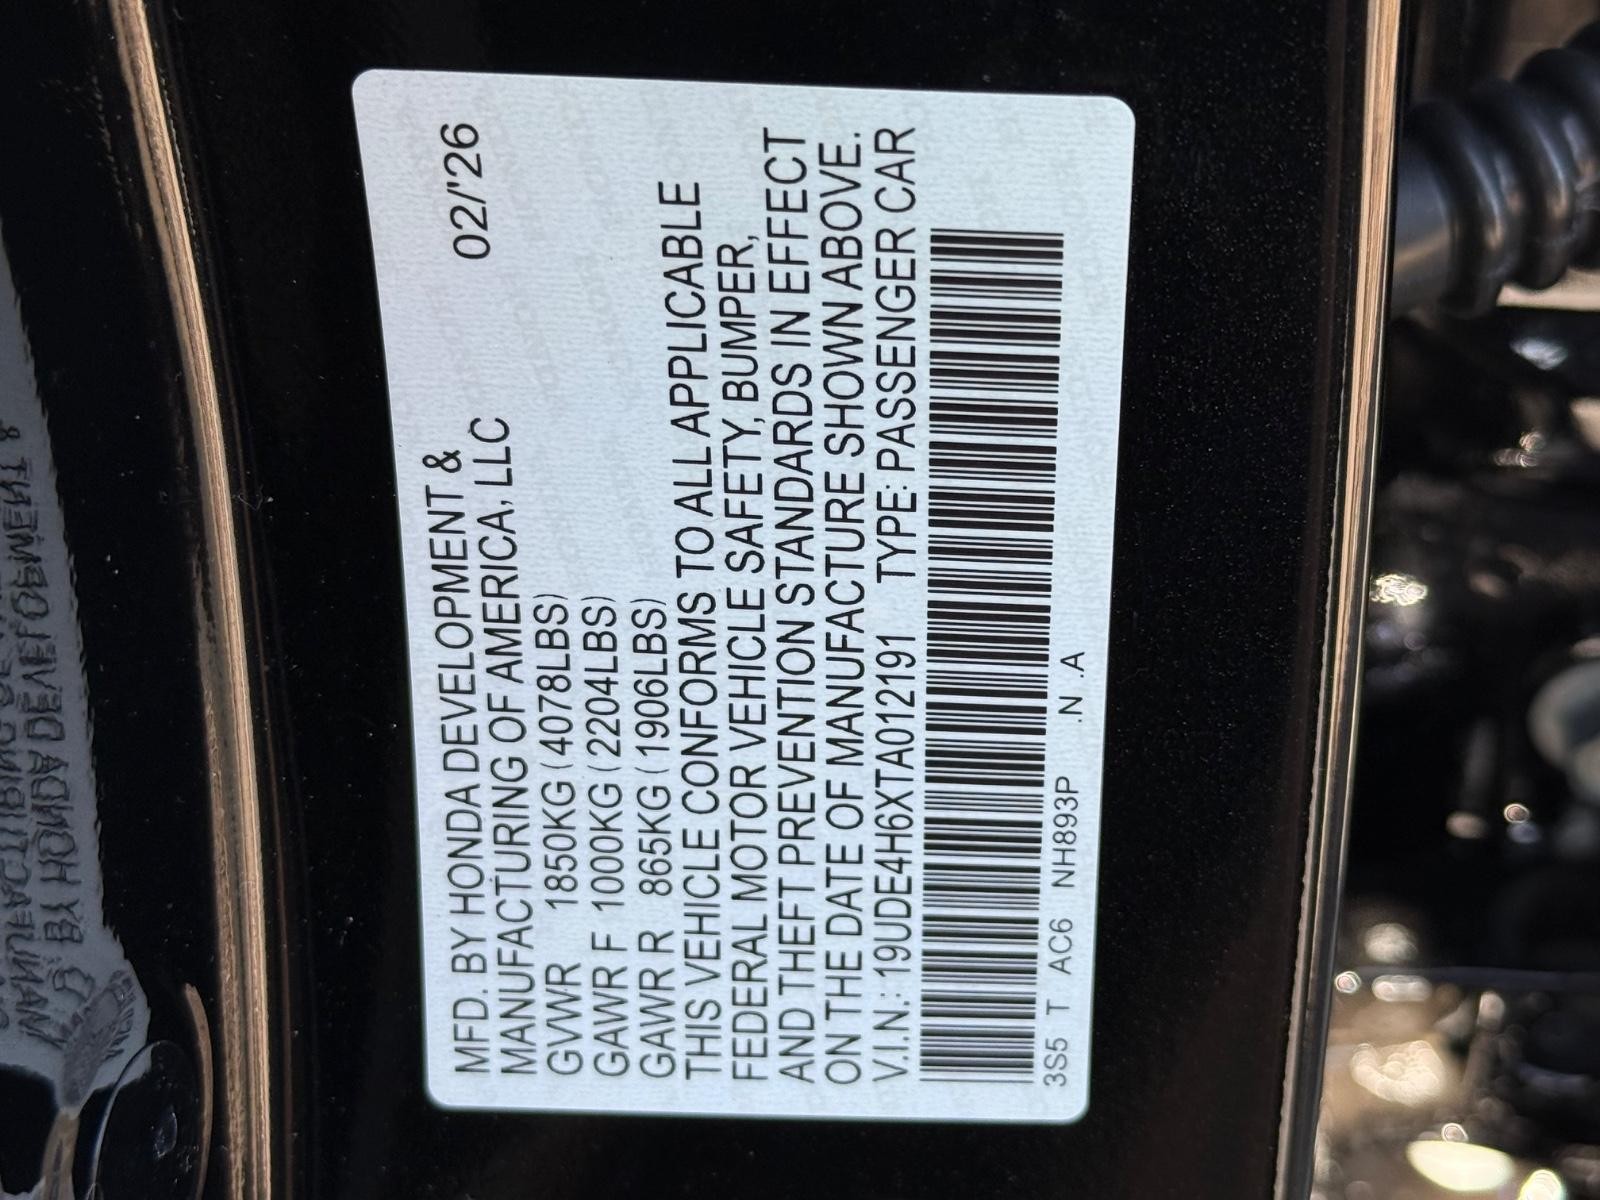 MFD. BY HONDA DEVELOPMENT &
MANUFACTURING OF AMERICA, LLC 02/'26
GVWR 1850KG (4078LBS)
GAWR F 1000KG (2204LBS)
GAWR R 865KG (1906LBS)
THIS VEHICLE CONFORMS TO ALL APPLICABLE
FEDERAL MOTOR VEHICLE SAFETY, BUMPER,
AND THEFT PREVENTION STANDARDS IN EFFECT
ON THE DATE OF MANUFACTURE SHOWN ABOVE.
V.I.N.: 19UDE4H6XTA012191 TYPE: PASSENGER CAR
3S5 T AC6 NH893P .N .A